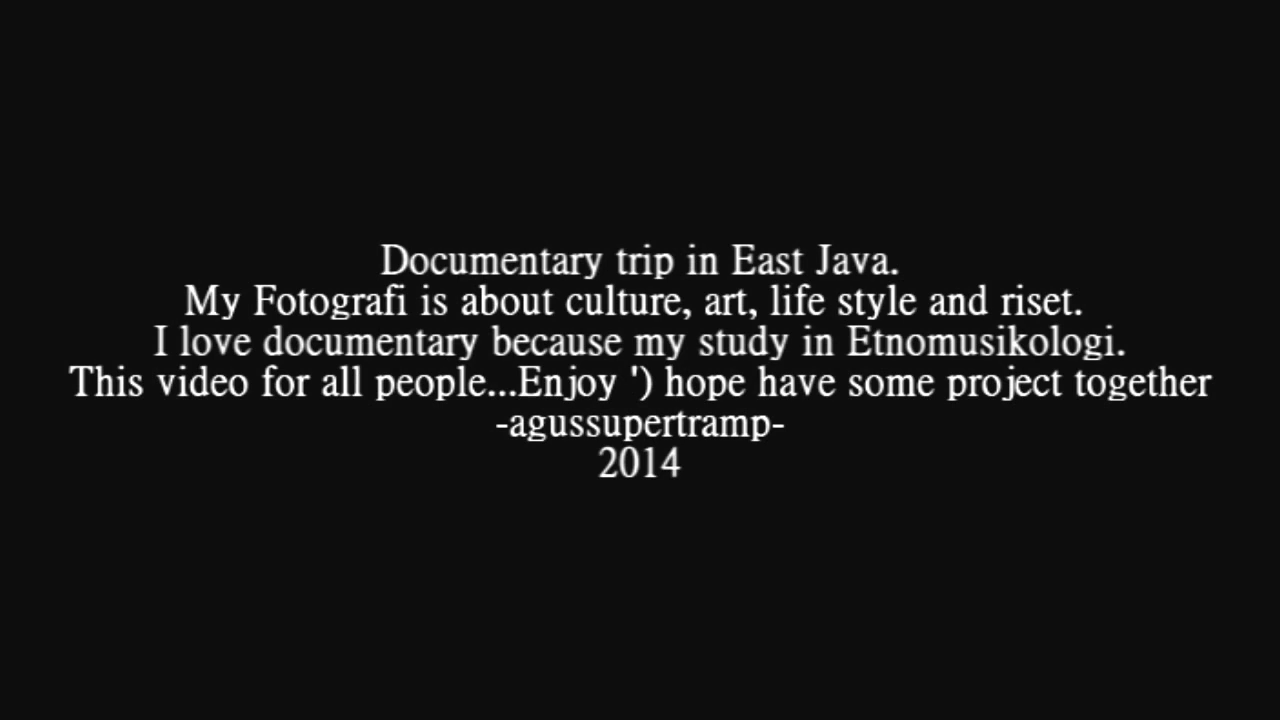 Documentary trip in East Java.
My Fotografi is about culture, art, life style and riset.
I love documentary because my study in Etnomusikologi.
This video for all people...Enjoy ') hope have some project together
-agussupertramp-
2014